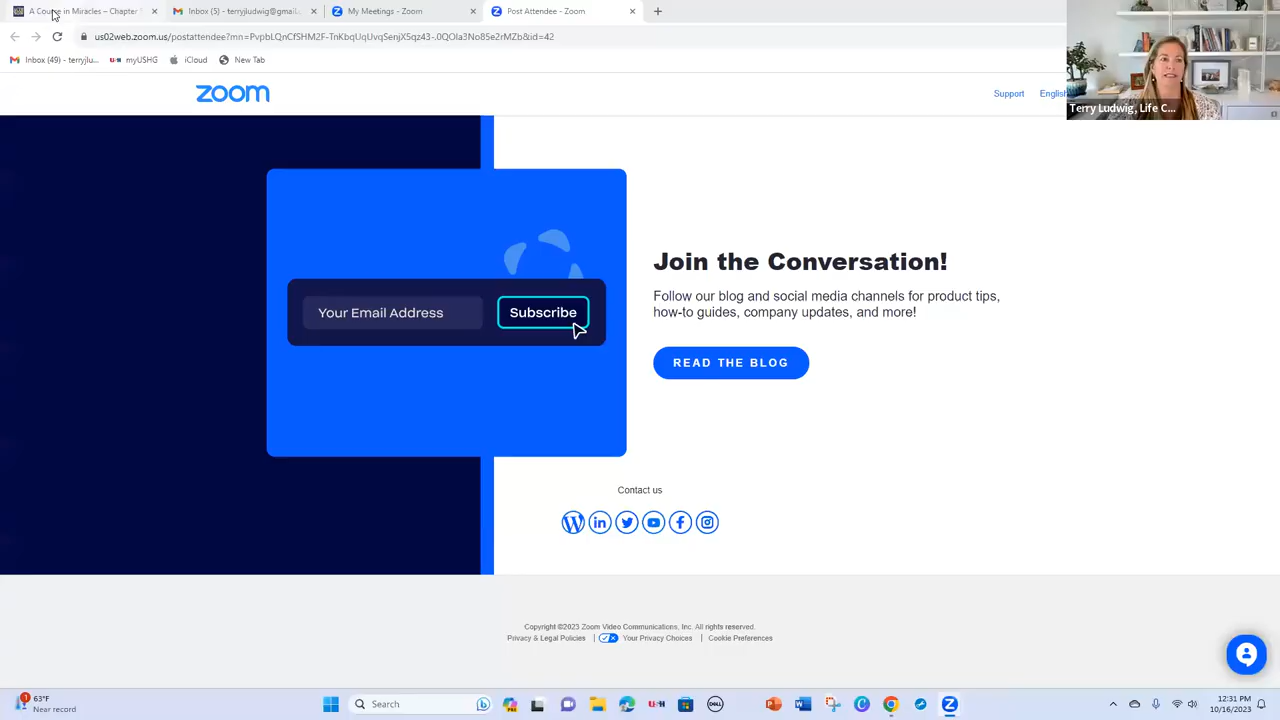 A Course in Miracles – Chapter
Inbox (5) - terryjludwig@gmail...
My Meetings - Zoom
Post Attendee - Zoom
us02web.zoom.us/postattendee?mn=PvpbLQnCfSHM2F-TnKbqUqUvqSenjX5qz43-.0QOla3No8Se2rMZb&id=42
Inbox (49) - terryjlu...
myUSHG
iCloud
New Tab
zoom
Support
English
Terry Ludwig, Life C...
Your Email Address
Subscribe
Join the Conversation!
Follow our blog and social media channels for product tips,
how-to guides, company updates, and more!
READ THE BLOG
Contact us
Copyright ©2023 Zoom Video Communications, Inc. All rights reserved.
Privacy & Legal Policies | Your Privacy Choices | Cookie Preferences
1
63°F
Near record
Search
DELL
12:31 PM
10/16/2023